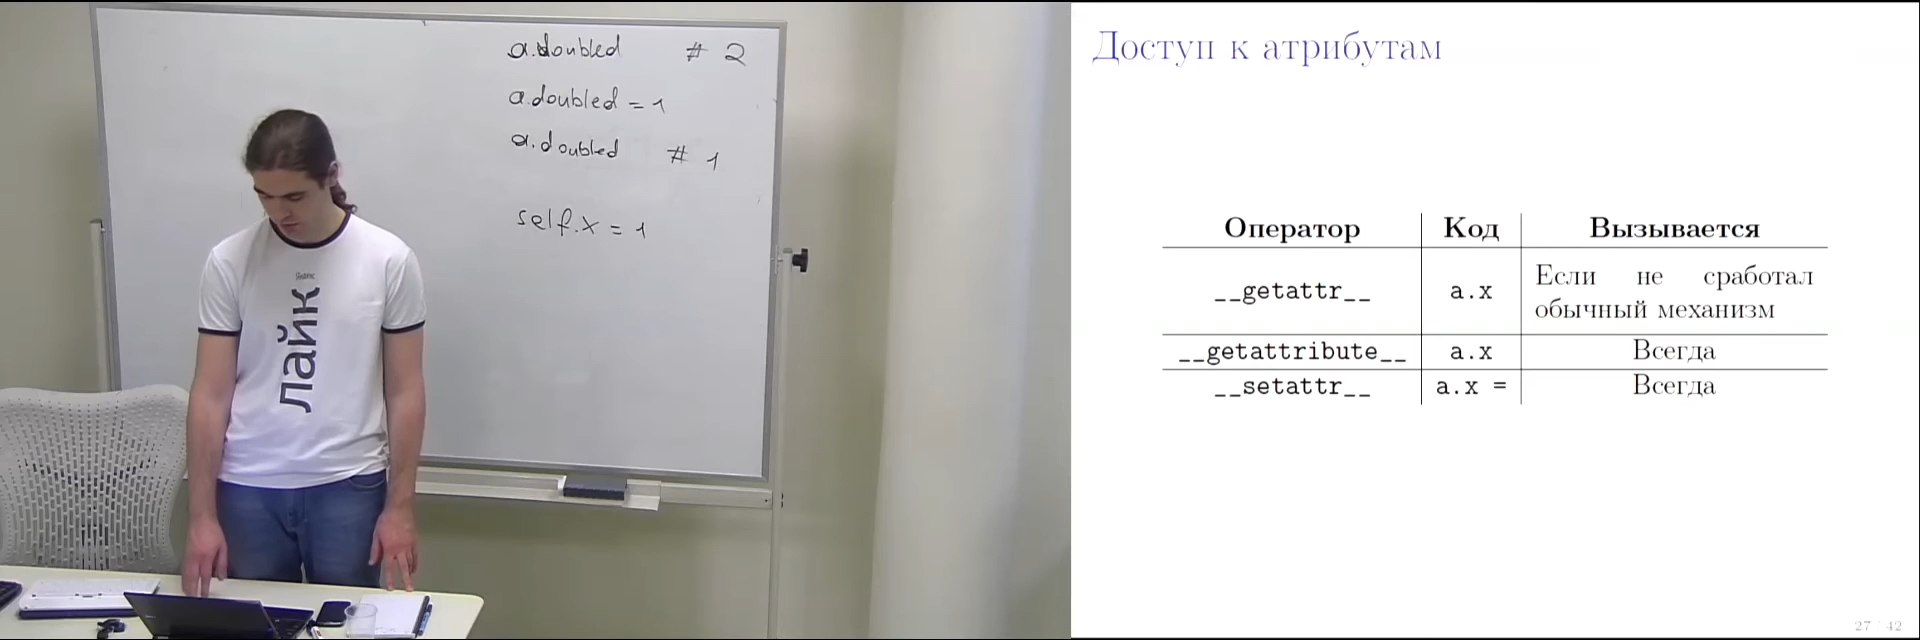 a.doubled # 2
a.doubled = 1
a.doubled # 1
self.x = 1
Яндекс
лайк
Доступ к атрибутам
Оператор Код Вызывается
__getattr__ a.x Если не сработал
обычный механизм
__getattribute__ a.x Всегда
__setattr__ a.x = Всегда
27 / 42